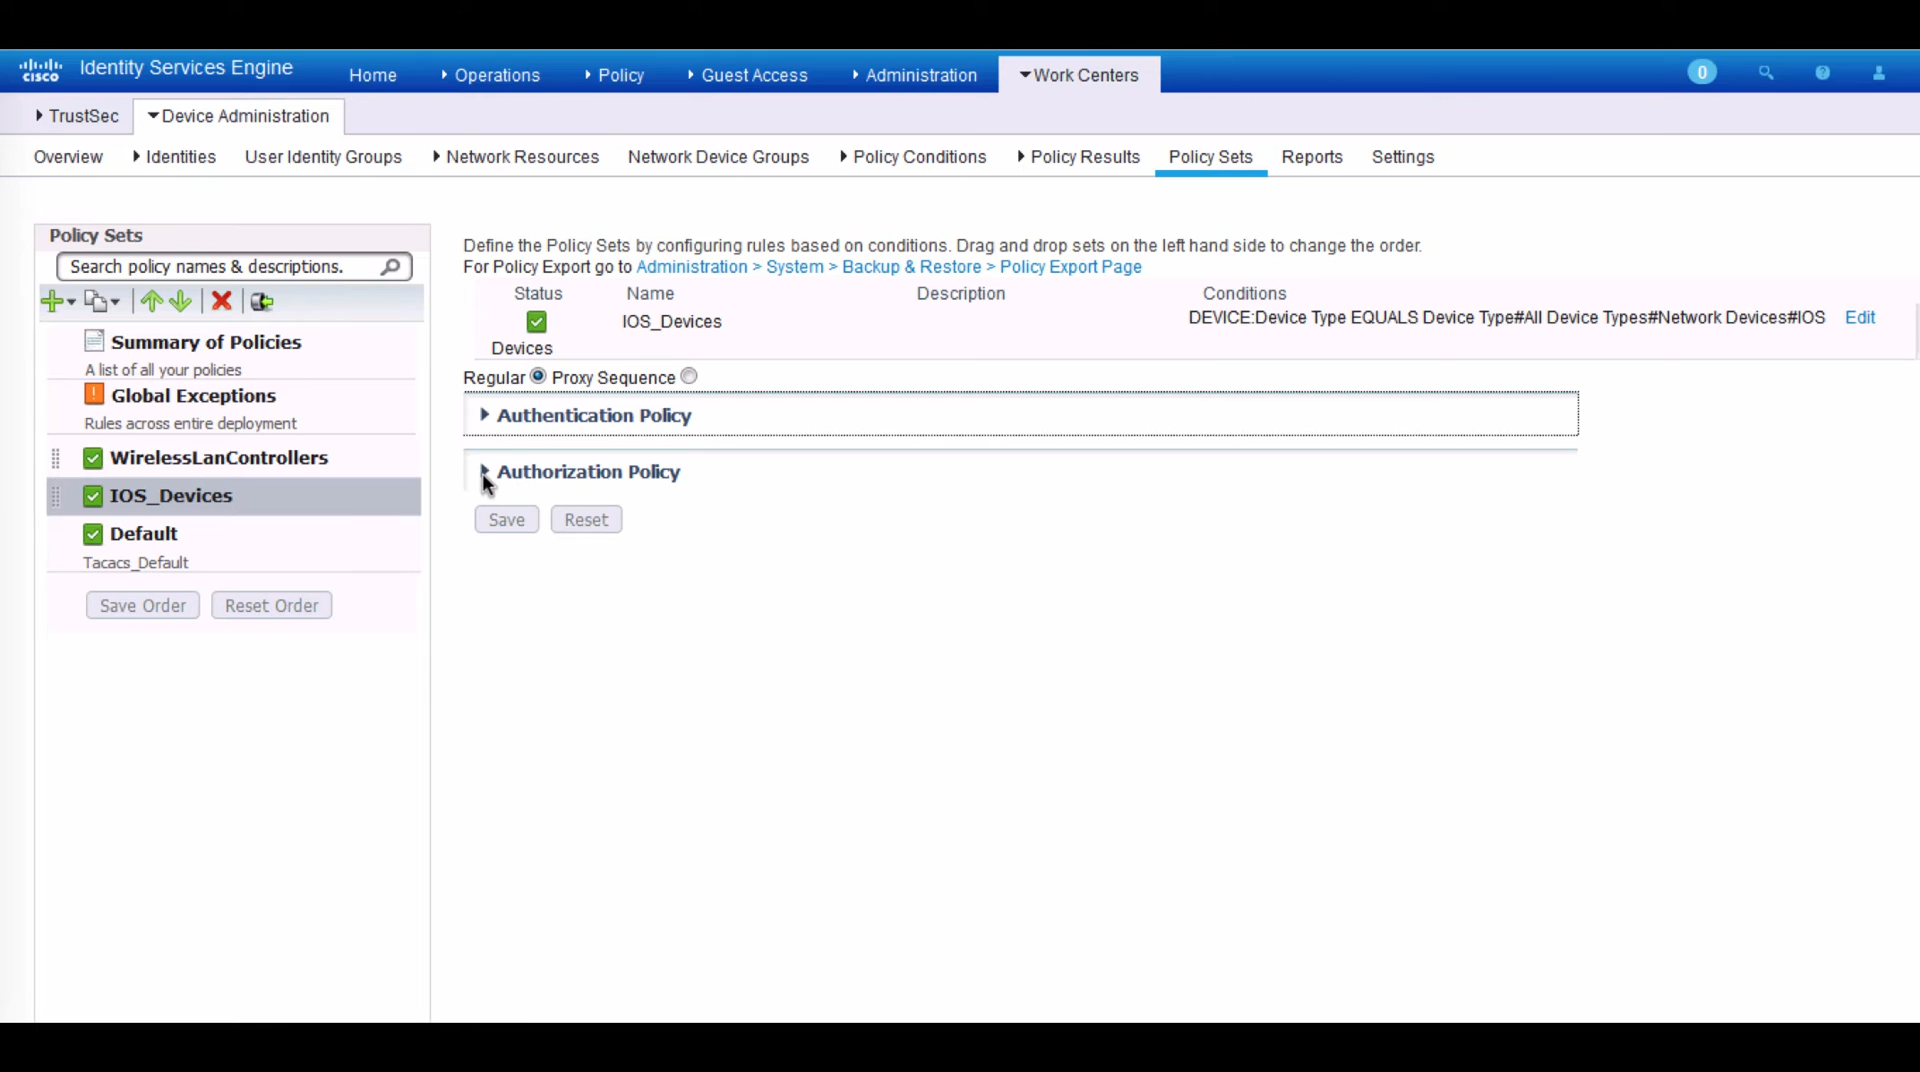 CISCO Identity Services Engine Home Operations Policy Guest Access Administration Work Centers 0
TrustSec Device Administration
Overview Identities User Identity Groups Network Resources Network Device Groups Policy Conditions Policy Results Policy Sets Reports Settings
Policy Sets
Search policy names & descriptions.
Summary of Policies
A list of all your policies
Global Exceptions
Rules across entire deployment
WirelessLanControllers
IOS_Devices
Default
Tacacs_Default
Save Order Reset Order
Define the Policy Sets by configuring rules based on conditions. Drag and drop sets on the left hand side to change the order.
For Policy Export go to Administration > System > Backup & Restore > Policy Export Page
Status Name Description Conditions
IOS_Devices DEVICE:Device Type EQUALS Device Type#All Device Types#Network Devices#IOS Edit
Devices
Regular Proxy Sequence
Authentication Policy
Authorization Policy
Save Reset